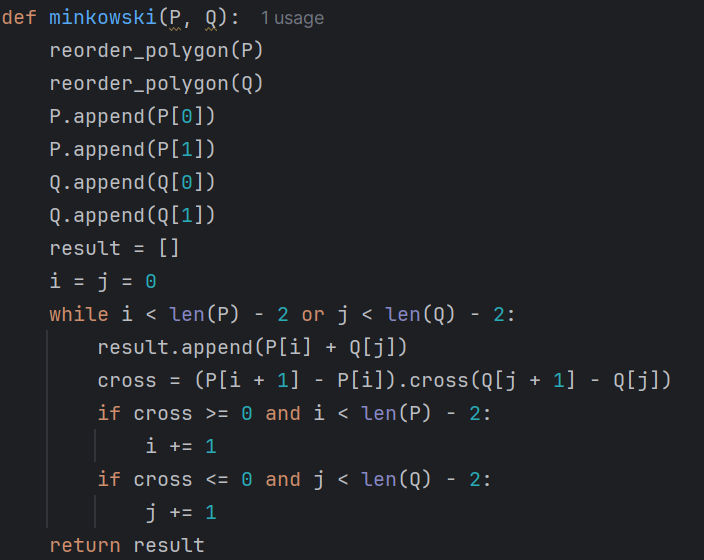 def minkowski(P, Q):  1 usage
    reorder_polygon(P)
    reorder_polygon(Q)
    P.append(P[0])
    P.append(P[1])
    Q.append(Q[0])
    Q.append(Q[1])
    result = []
    i = j = 0
    while i < len(P) - 2 or j < len(Q) - 2:
        result.append(P[i] + Q[j])
        cross = (P[i + 1] - P[i]).cross(Q[j + 1] - Q[j])
        if cross >= 0 and i < len(P) - 2:
            i += 1
        if cross <= 0 and j < len(Q) - 2:
            j += 1
    return result